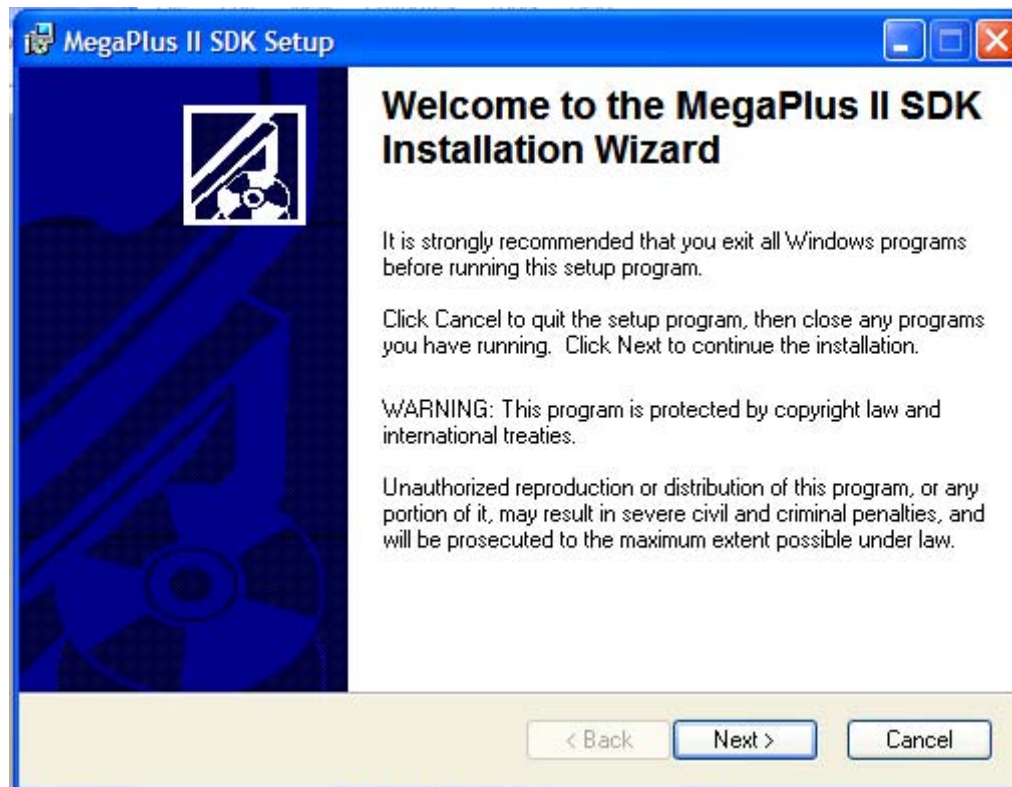 MegaPlus II SDK Setup
Welcome to the MegaPlus II SDK
Installation Wizard
It is strongly recommended that you exit all Windows programs
before running this setup program.
Click Cancel to quit the setup program, then close any programs
you have running.  Click Next to continue the installation.
WARNING: This program is protected by copyright law and
international treaties.
Unauthorized reproduction or distribution of this program, or any
portion of it, may result in severe civil and criminal penalties, and
will be prosecuted to the maximum extent possible under law.
< Back
Next >
Cancel